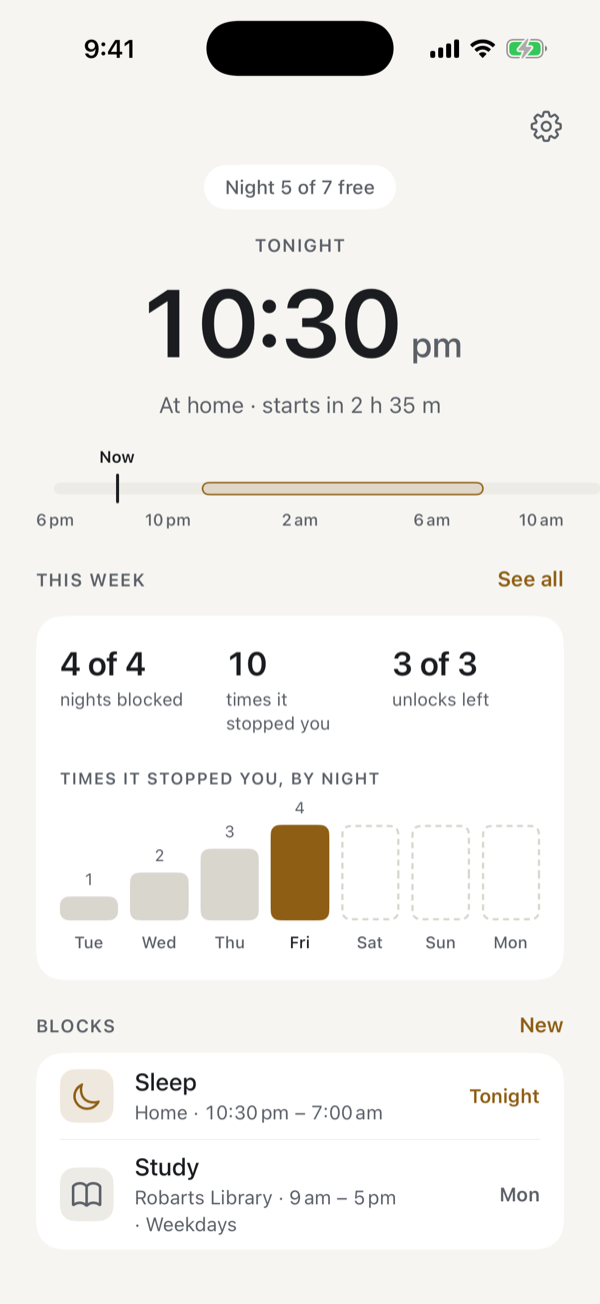 9:41
Night 5 of 7 free
TONIGHT
10:30 pm
At home · starts in 2 h 35 m
Now
6 pm 10 pm 2 am 6 am 10 am
THIS WEEK See all
4 of 4 10 3 of 3
nights blocked times it unlocks left
stopped you
TIMES IT STOPPED YOU, BY NIGHT
1 2 3 4
Tue Wed Thu Fri Sat Sun Mon
BLOCKS New
Sleep
Home · 10:30 pm – 7:00 am Tonight
Study
Robarts Library · 9 am – 5 pm Mon
· Weekdays